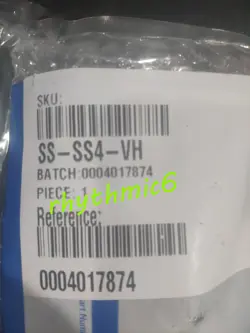 SKU:
SS-SS4-VH
BATCH:0004017874
PIECE: 1
rhythmic6
Reference:
0004017874